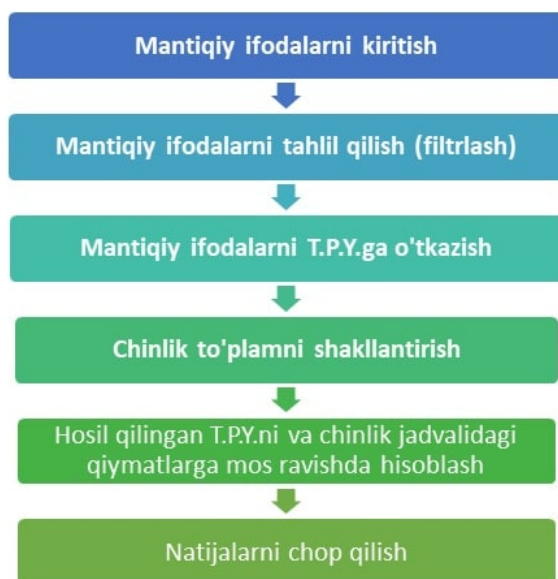 Mantiqiy ifodalarni kiritish
Mantiqiy ifodalarni tahlil qilish (filtrlash)
Mantiqiy ifodalarni T.P.Y.ga o'tkazish
Chinlik to'plamni shakllantirish
Hosil qilingan T.P.Y.ni va chinlik jadvalidagi
qiymatlarga mos ravishda hisoblash
Natijalarni chop qilish